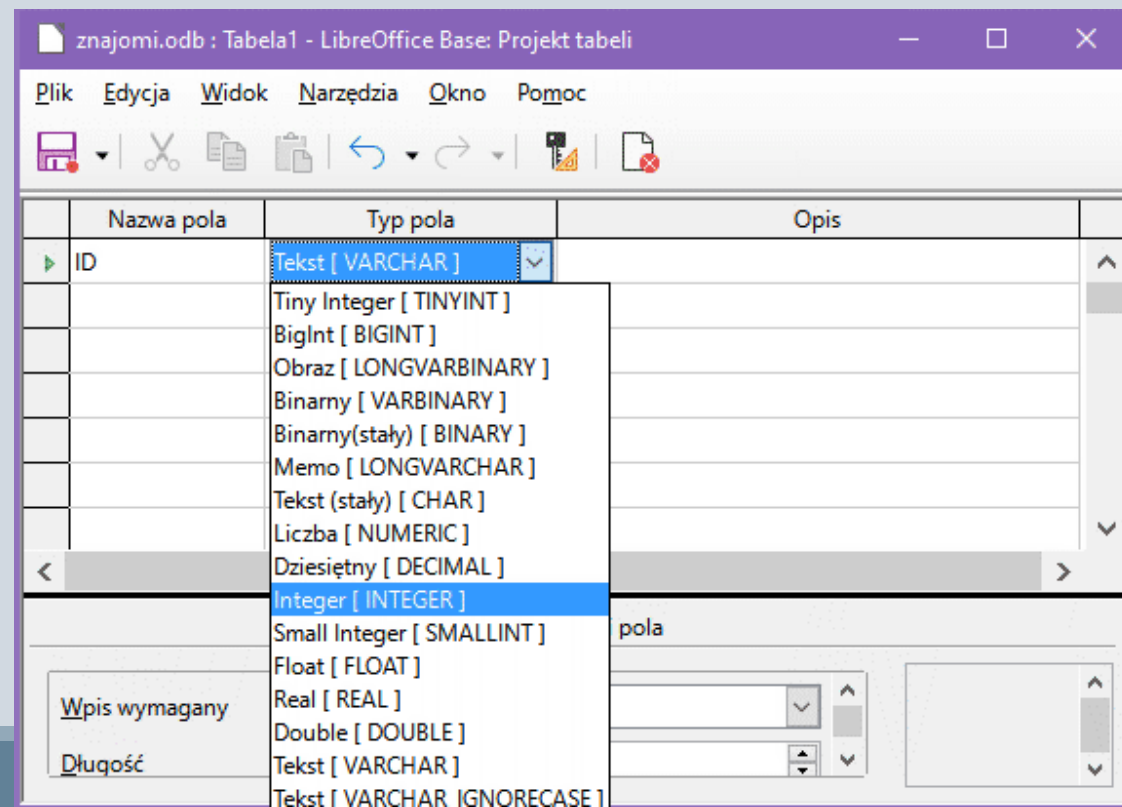 znajomi.odb : Tabela1 - LibreOffice Base: Projekt tabeli
Plik Edycja Widok Narzędzia Okno Pomoc
Nazwa pola Typ pola Opis
ID Tekst [ VARCHAR ]
Tiny Integer [ TINYINT ]
BigInt [ BIGINT ]
Obraz [ LONGVARBINARY ]
Binarny [ VARBINARY ]
Binarny(stały) [ BINARY ]
Memo [ LONGVARCHAR ]
Tekst (stały) [ CHAR ]
Liczba [ NUMERIC ]
Dziesiętny [ DECIMAL ]
Integer [ INTEGER ]
Small Integer [ SMALLINT ]
pola
Float [ FLOAT ]
Real [ REAL ]
Wpis wymagany
Double [ DOUBLE ]
Tekst [ VARCHAR ]
Długość
Tekst [ VARCHAR_IGNORECASE ]